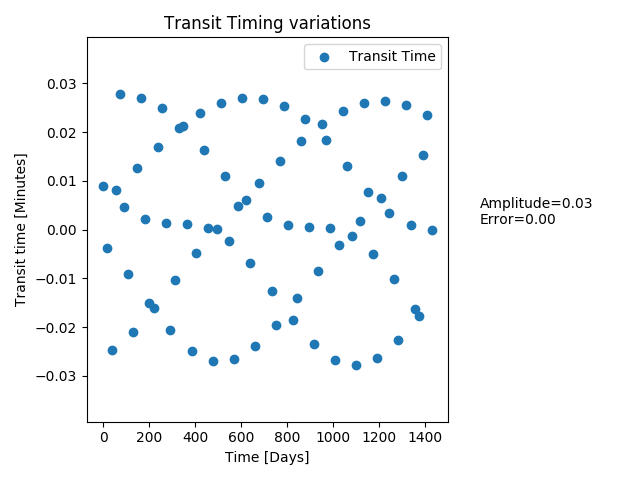 Transit Timing variations
Transit Time
0.03
0.02
0.01
0.00
−0.01
−0.02
−0.03
Transit time [Minutes]
0 200 400 600 800 1000 1200 1400
Time [Days]
Amplitude=0.03
Error=0.00